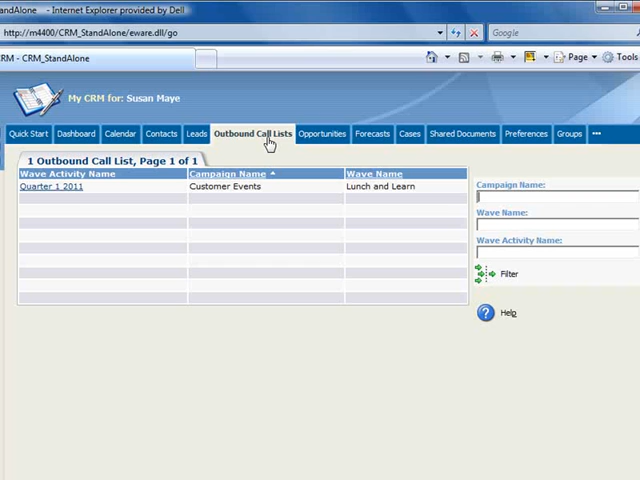 StandAlone - Internet Explorer provided by Dell
http://m4400/CRM_StandAlone/eware.dll/go
Google
CRM - CRM_StandAlone
Page
Tools
My CRM for: Susan Maye
Quick Start
Dashboard
Calendar
Contacts
Leads
Outbound Call Lists
Opportunities
Forecasts
Cases
Shared Documents
Preferences
Groups
•••
1 Outbound Call List, Page 1 of 1
Wave Activity Name
Campaign Name
Wave Name
Quarter 1 2011
Customer Events
Lunch and Learn
Campaign Name:
Wave Name:
Wave Activity Name:
Filter
Help